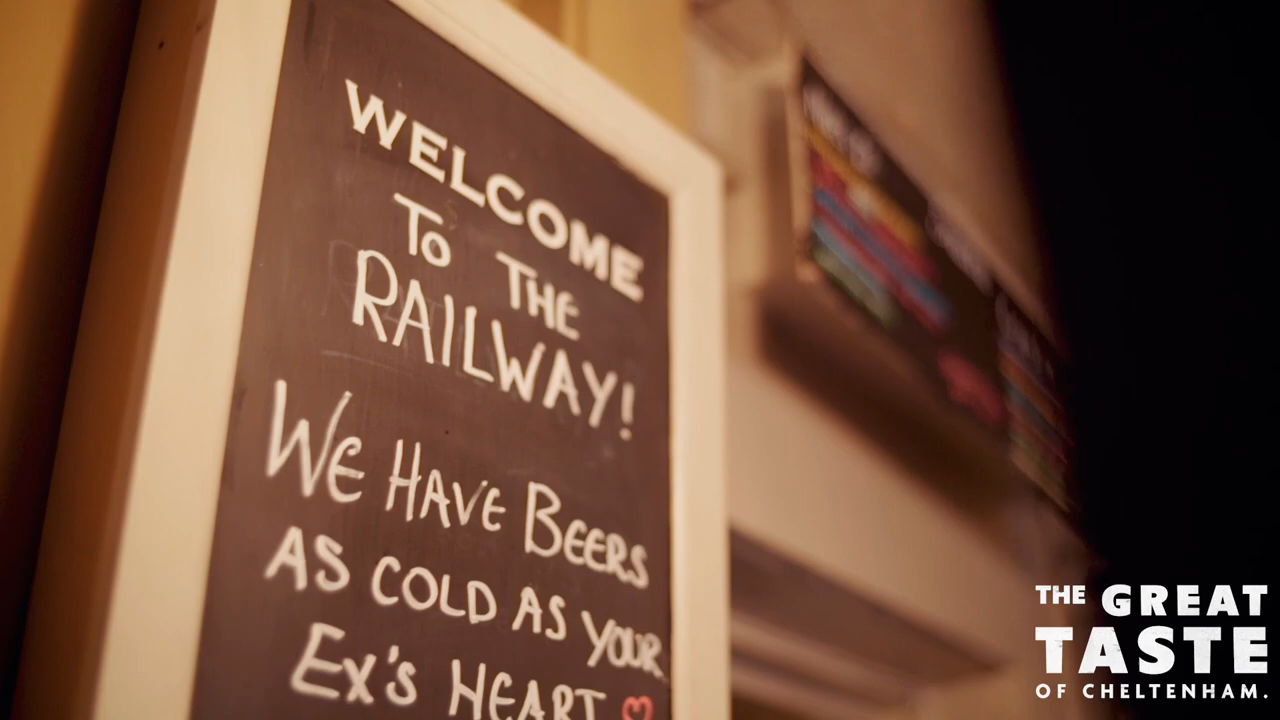 WELCOME
To THE
RAILWAY!
WE HAVE BEERS
AS COLD AS YOUR
Ex's HEART
THE GREAT
TASTE
OF CHELTENHAM.